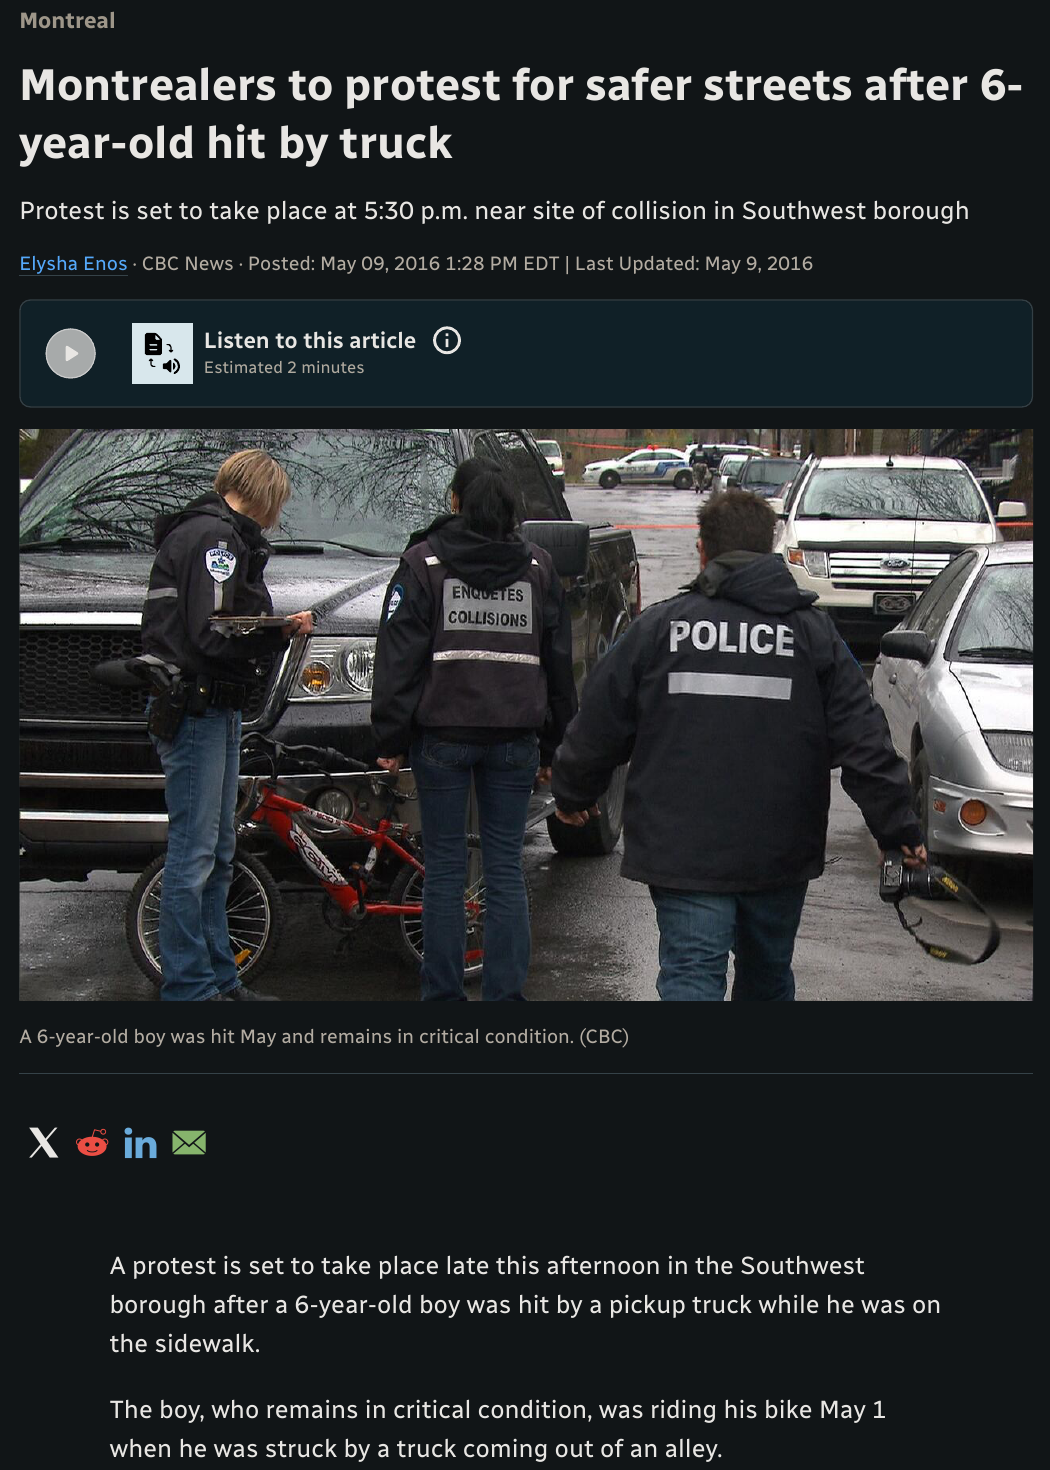 Montreal
Montrealers to protest for safer streets after 6-
year-old hit by truck
Protest is set to take place at 5:30 p.m. near site of collision in Southwest borough
Elysha Enos · CBC News · Posted: May 09, 2016 1:28 PM EDT | Last Updated: May 9, 2016
Listen to this article
Estimated 2 minutes
ENQUETES
COLLISIONS
POLICE
Ford
A 6-year-old boy was hit May and remains in critical condition. (CBC)
X
in
A protest is set to take place late this afternoon in the Southwest
borough after a 6-year-old boy was hit by a pickup truck while he was on
the sidewalk.
The boy, who remains in critical condition, was riding his bike May 1
when he was struck by a truck coming out of an alley.